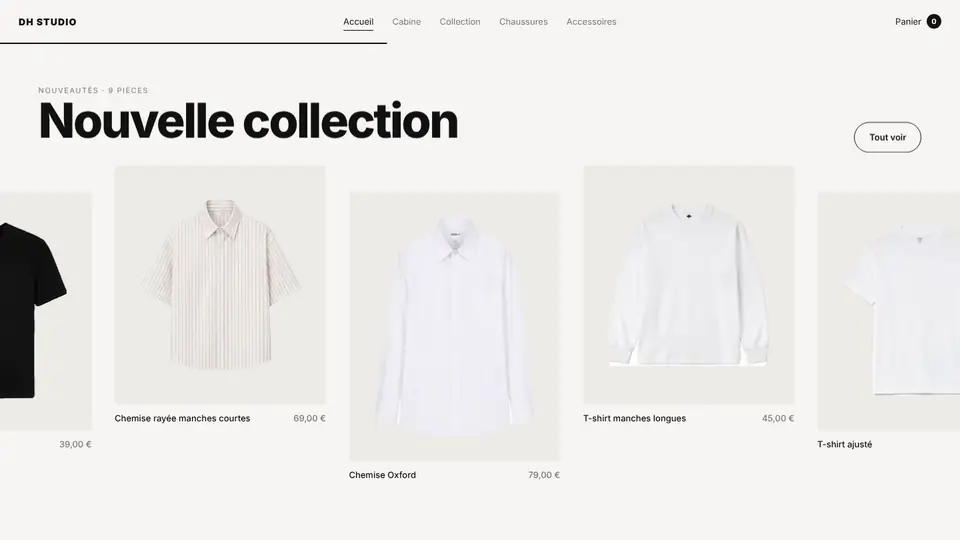 DH STUDIO
Accueil Cabine Collection Chaussures Accessoires
Panier 0
NOUVEAUTÉS · 9 PIÈCES
Nouvelle collection
Tout voir
39,00 €
Chemise rayée manches courtes 69,00 €
Chemise Oxford 79,00 €
T-shirt manches longues 45,00 €
T-shirt ajusté